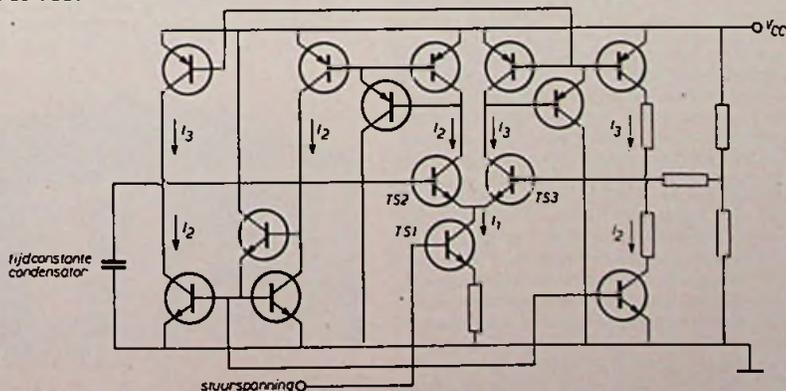 VCC
I3
I2
I2
I3
I3
TS2
TS3
I1
I2
TS1
I2
tijdconstante
condensator
stuurspanning